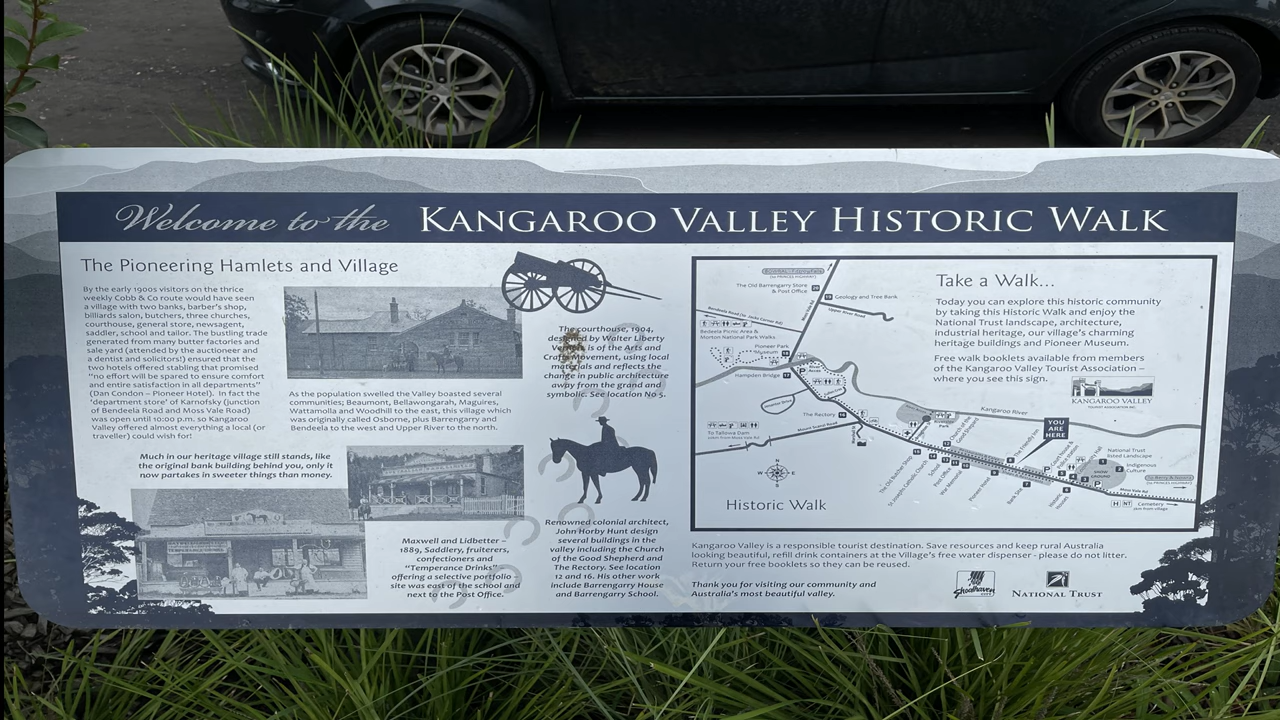 Welcome to the KANGAROO VALLEY HISTORIC WALK
The Pioneering Hamlets and Village
By the early 1900s visitors on the thrice
weekly Cobb & Co route would have seen
a village with two banks, barber's shop,
billiards salon, butchers, three churches,
courthouse, general store, newsagent,
saddler, school and tailor. The bustling trade
generated from many butter factories and
sale yard (attended by the auctioneer and
a dentist and solicitors!) ensured that the
two hotels offered stabling that promised
"no effort will be spared to ensure comfort
and entire satisfaction in all departments"
(Dan Conlon – Pioneer Hotel). In fact the
'department store' of Karnofsky (junction
of Bendeela Road and Moss Vale Road)
was open until 10:00 p.m. so Kangaroo
Valley offered almost everything a local (or
traveller) could wish for!
Much in our heritage village still stands, like
the original bank building behind you, only it
now partakes in sweeter things than money.
As the population swelled the Valley boasted several
communities; Beaumont, Bellawongarah, Maguires,
Wattamolla and Woodhill to the east, this village which
was originally called Osborne, plus Barrengarry and
Bendeela to the west and Upper River to the north.
Maxwell and Lidbetter –
1889, Saddlery, fruiterers,
confectioners and
"Temperance Drinks"
offering a selective portfolio –
site was east of the school and
next to the Post Office.
The courthouse, 1904,
designed by Walter Liberty
is of the Arts and
Crafts Movement, using local
materials and reflects the
change in public architecture
away from the grand and
symbolic. See location No 5.
Renowned colonial architect,
John Horby Hunt design
several buildings in the
valley including the Church
of the Good Shepherd and
The Rectory. See location
12 and 16. His other work
include Barrengarry House
and Barrengarry School.
The Old Barrengarry Store
& Post Office
Geology and Tree Bank
Upper River Road
Bendeela Picnic Area &
Morton National Park Walks
Pioneer Park
Museum
Hampden Bridge
The Rectory
Mount Scanzi Road
To Tallowa Dam
Kangaroo River
YOU
ARE
HERE
National Trust
listed Landscape
Indigenous
Culture
Cemetery
Historic Walk
Take a Walk...
Today you can explore this historic community
by taking this Historic Walk and enjoy the
National Trust landscape, architecture,
industrial heritage, our village's charming
heritage buildings and Pioneer Museum.
Free walk booklets available from members
of the Kangaroo Valley Tourist Association –
where you see this sign.
KANGAROO VALLEY
TOURIST ASSOCIATION INC.
Kangaroo Valley is a responsible tourist destination. Save resources and keep rural Australia
looking beautiful, refill drink containers at the Village's free water dispenser - please do not litter.
Return your free booklets so they can be reused.
Thank you for visiting our community and
Australia's most beautiful valley.
Shoalhaven
NATIONAL TRUST